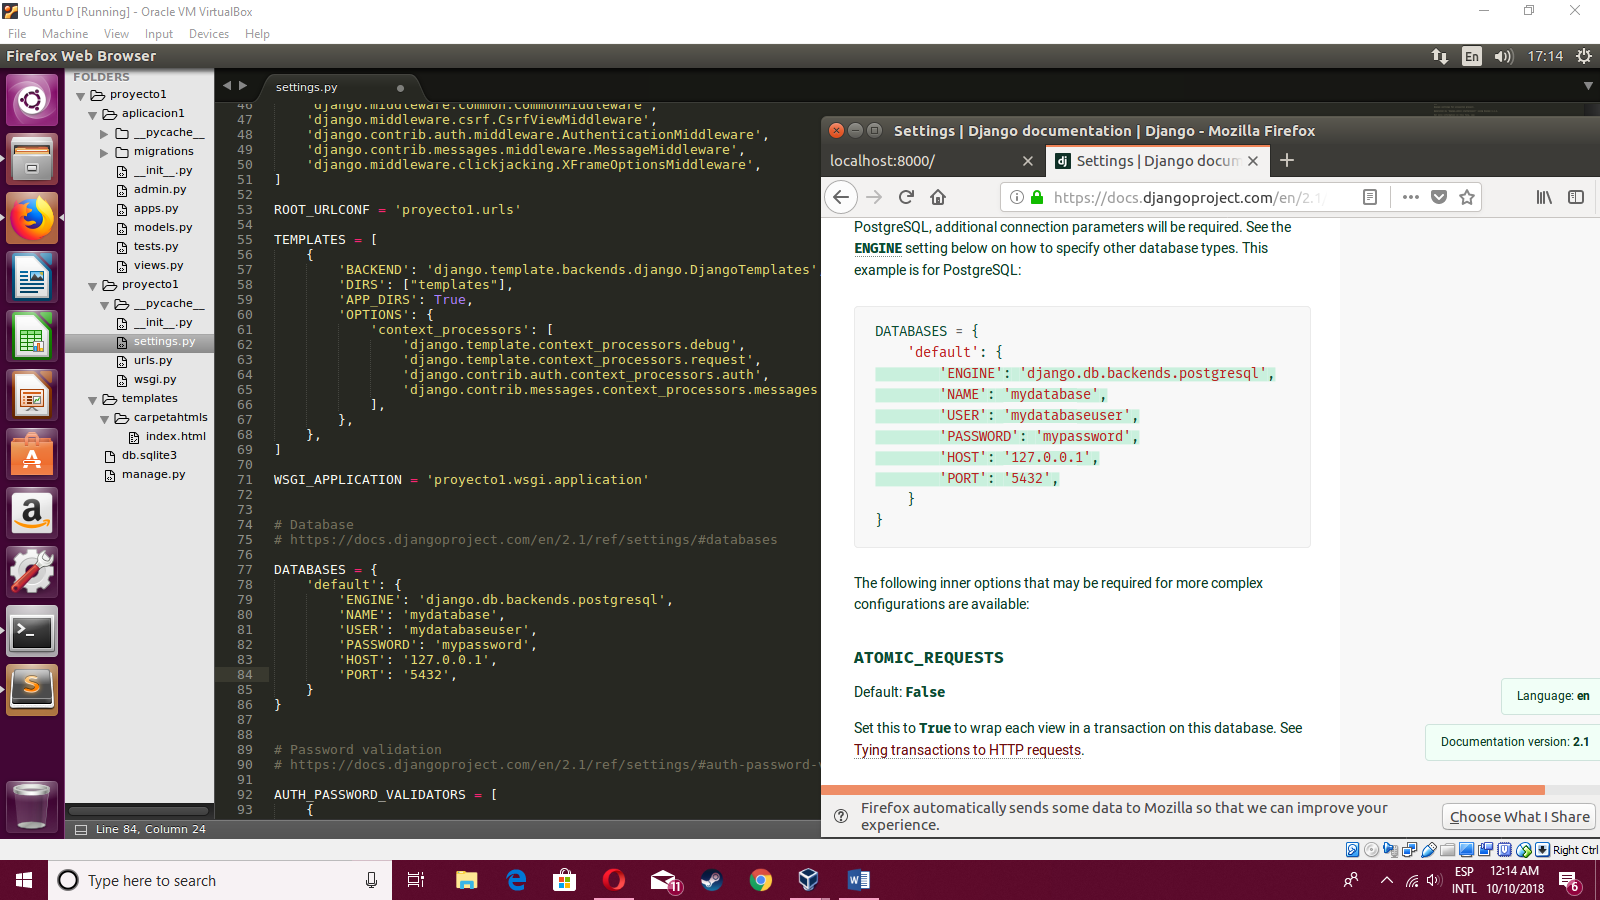 Ubuntu D [Running] - Oracle VM VirtualBox
File Machine View Input Devices Help
Firefox Web Browser
En 17:14
FOLDERS
proyecto1
aplicacion1
__pycache__
migrations
__init__.py
admin.py
apps.py
models.py
tests.py
views.py
proyecto1
__pycache__
__init__.py
settings.py
urls.py
wsgi.py
templates
carpetahtmls
index.html
db.sqlite3
manage.py
settings.py
46 'django.middleware.common.CommonMiddleware',
47 'django.middleware.csrf.CsrfViewMiddleware',
48 'django.contrib.auth.middleware.AuthenticationMiddleware',
49 'django.contrib.messages.middleware.MessageMiddleware',
50 'django.middleware.clickjacking.XFrameOptionsMiddleware',
51 ]
52
53 ROOT_URLCONF = 'proyecto1.urls'
54
55 TEMPLATES = [
56 {
57 'BACKEND': 'django.template.backends.django.DjangoTemplates',
58 'DIRS': ["templates"],
59 'APP_DIRS': True,
60 'OPTIONS': {
61 'context_processors': [
62 'django.template.context_processors.debug',
63 'django.template.context_processors.request',
64 'django.contrib.auth.context_processors.auth',
65 'django.contrib.messages.context_processors.messages
66 ],
67 },
68 },
69 ]
70
71 WSGI_APPLICATION = 'proyecto1.wsgi.application'
72
73
74 # Database
75 # https://docs.djangoproject.com/en/2.1/ref/settings/#databases
76
77 DATABASES = {
78 'default': {
79 'ENGINE': 'django.db.backends.postgresql',
80 'NAME': 'mydatabase',
81 'USER': 'mydatabaseuser',
82 'PASSWORD': 'mypassword',
83 'HOST': '127.0.0.1',
84 'PORT': '5432',
85 }
86 }
87
88
89 # Password validation
90 # https://docs.djangoproject.com/en/2.1/ref/settings/#auth-password-v
91
92 AUTH_PASSWORD_VALIDATORS = [
93 {
Line 84, Column 24
Settings | Django documentation | Django - Mozilla Firefox
localhost:8000/
dj Settings | Django docum
https://docs.djangoproject.com/en/2.1/
PostgreSQL, additional connection parameters will be required. See the
ENGINE setting below on how to specify other database types. This
example is for PostgreSQL:
DATABASES = {
'default': {
'ENGINE': 'django.db.backends.postgresql',
'NAME': 'mydatabase',
'USER': 'mydatabaseuser',
'PASSWORD': 'mypassword',
'HOST': '127.0.0.1',
'PORT': '5432',
}
}
The following inner options that may be required for more complex
configurations are available:
ATOMIC_REQUESTS
Default: False
Set this to True to wrap each view in a transaction on this database. See
Tying transactions to HTTP requests.
Language: en
Documentation version: 2.1
Firefox automatically sends some data to Mozilla so that we can improve your
experience.
Choose What I Share
Right Ctrl
Type here to search
11
ESP
INTL
12:14 AM
10/10/2018
6